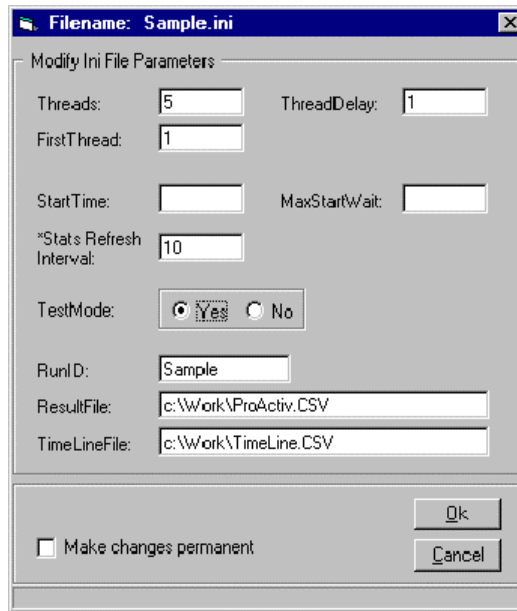 Filename: Sample.ini
Modify Ini File Parameters
Threads: 5 ThreadDelay: 1
FirstThread: 1
StartTime: MaxStartWait:
*Stats Refresh
Interval: 10
TestMode: Yes No
RunID: Sample
ResultFile: c:\Work\ProActiv.CSV
TimeLineFile: c:\Work\TimeLine.CSV
Ok
Make changes permanent
Cancel